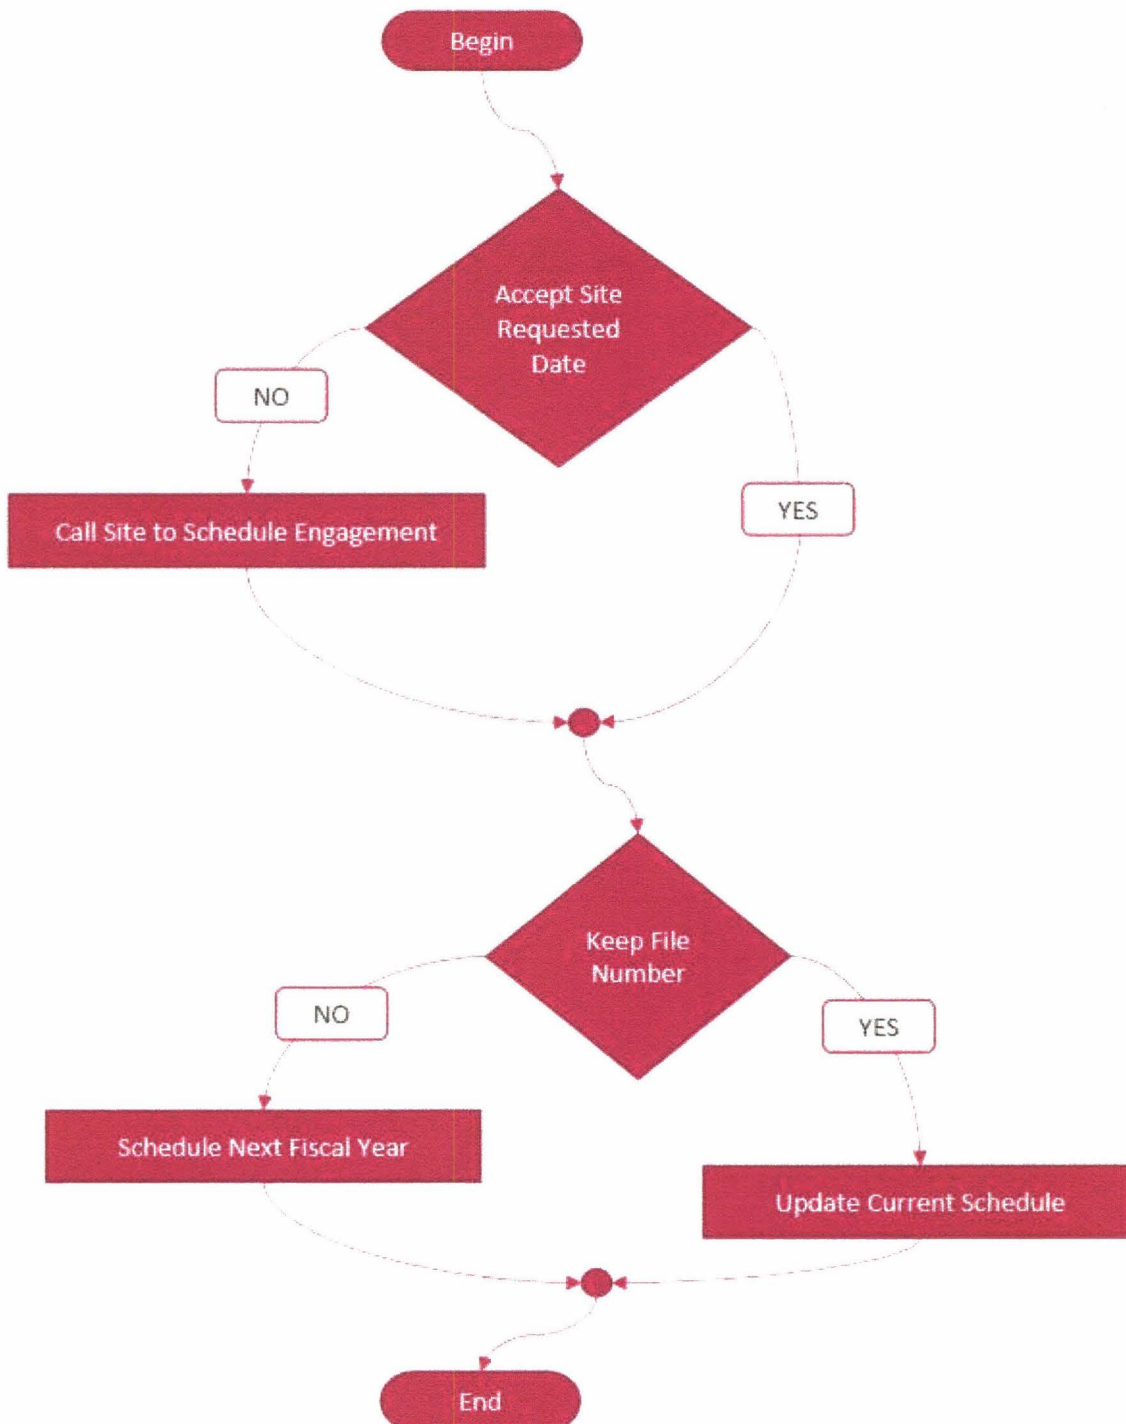 Begin
Accept Site
Requested
Date
NO
YES
Call Site to Schedule Engagement
Keep File
Number
NO
YES
Schedule Next Fiscal Year
Update Current Schedule
End